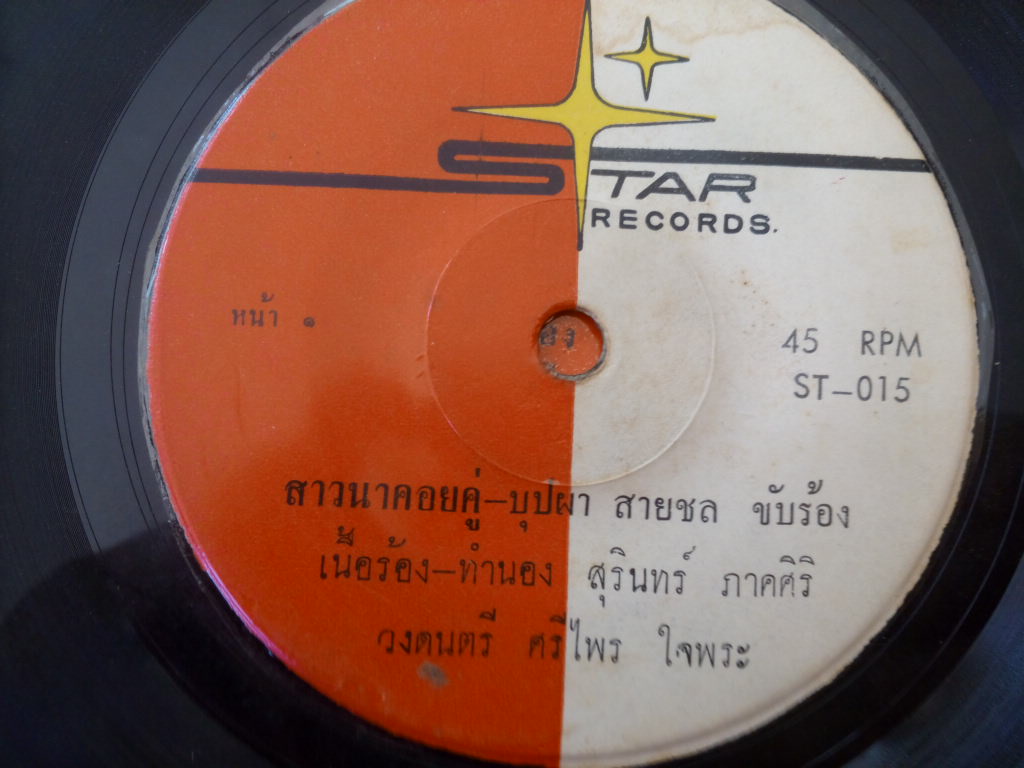 STAR
RECORDS.
หน้า ๑
45 RPM
ST-015
สาวนาคอยคู่-บุปผา สายชล ขับร้อง
เนื้อร้อง-ทำนอง สุรินทร์ ภาคศิริ
วงดนตรี ศรีไพร ใจพระ